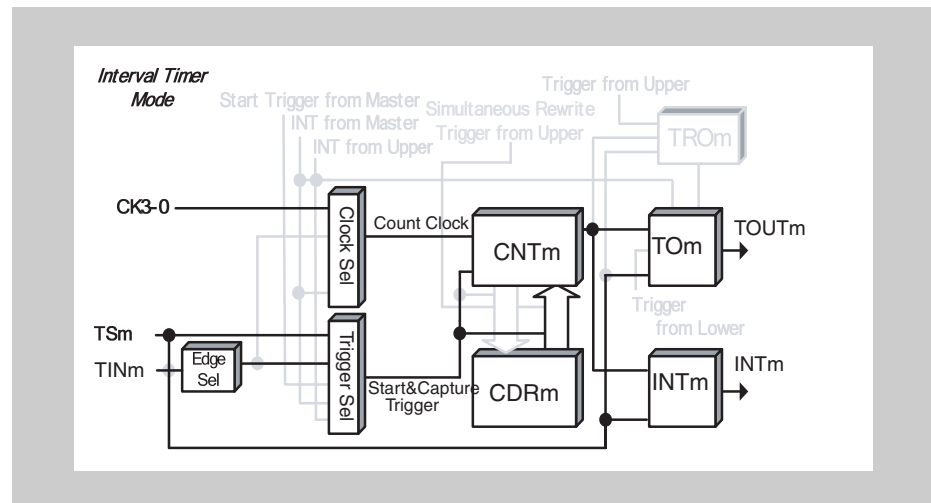 Interval Timer
Mode
Start Trigger from Master
INT from Master
INT from Upper
Simultaneous Rewrite
Trigger from Upper
Trigger from Upper
TROm
CK3-0
Clock Sel
Count Clock
CNTm
TOm
TOUTm
Trigger
from Lower
TSm
TINm
Edge
Sel
Trigger Sel
Start&Capture
Trigger
CDRm
INTm
INTm